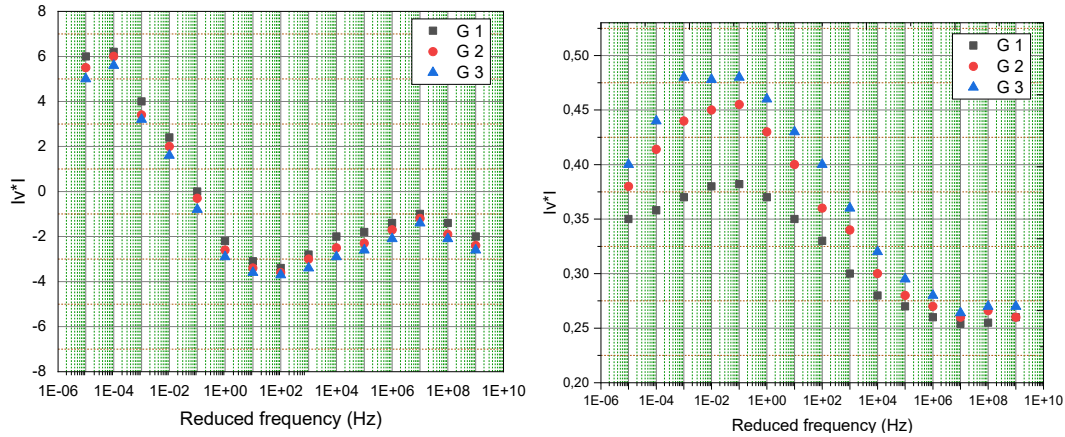 8
6
4
2
0
-2
-4
-6
-8
Iv*I
1E-06 1E-04 1E-02 1E+00 1E+02 1E+04 1E+06 1E+08 1E+10
Reduced frequency (Hz)
G 1
G 2
G 3
0,50
0,45
0,40
0,35
0,30
0,25
0,20
Iv*I
1E-06 1E-04 1E-02 1E+00 1E+02 1E+04 1E+06 1E+08 1E+10
Reduced frequency (Hz)
G 1
G 2
G 3